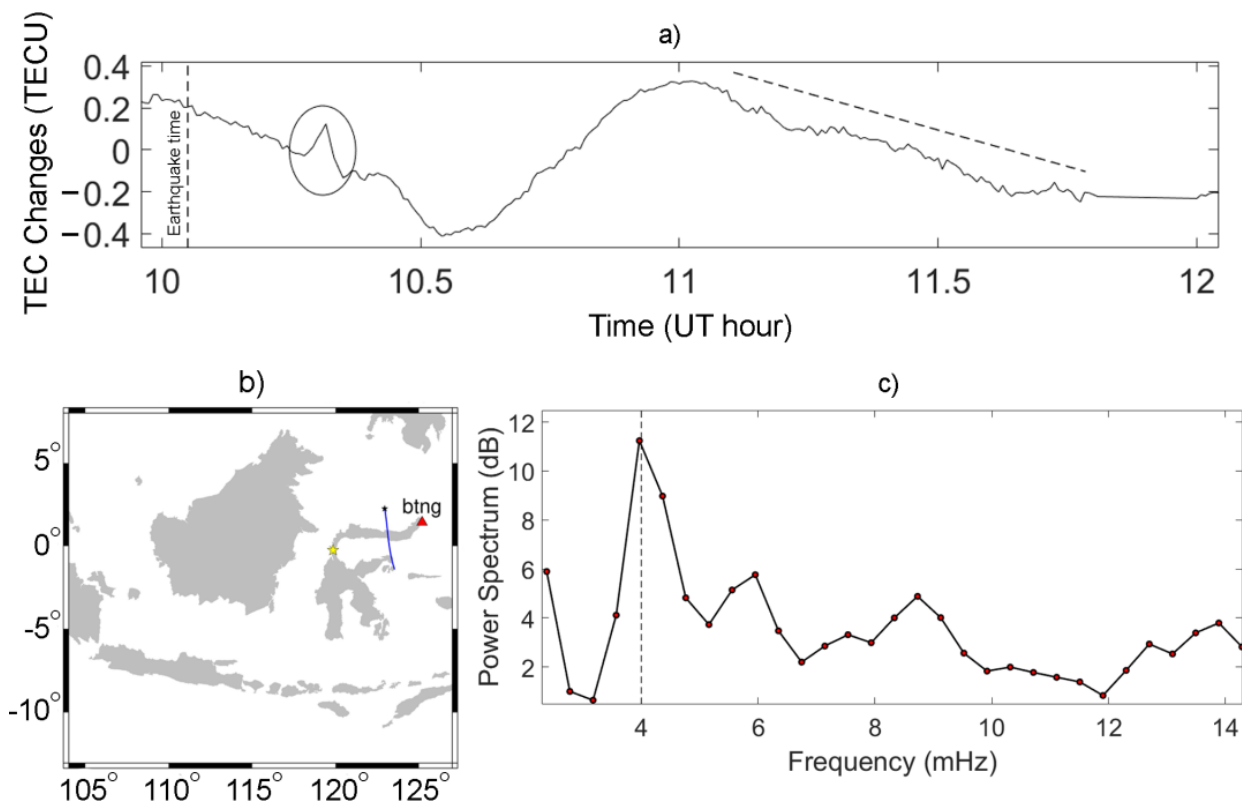 a)
TEC Changes (TECU)
0.4
0.2
0
−0.2
−0.4
Earthquake time
10 10.5 11 11.5 12
Time (UT hour)
b)
5°
0°
-5°
-10°
btng
105° 110° 115° 120° 125°
c)
Power Spectrum (dB)
12
10
8
6
4
2
4 6 8 10 12 14
Frequency (mHz)